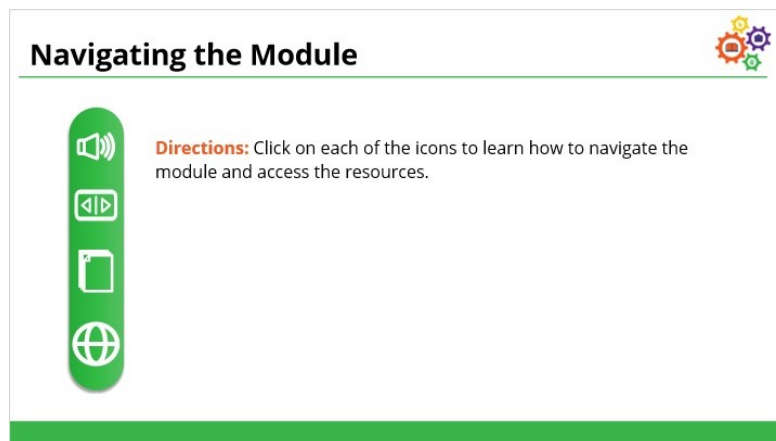 Navigating the Module
Directions: Click on each of the icons to learn how to navigate the
module and access the resources.